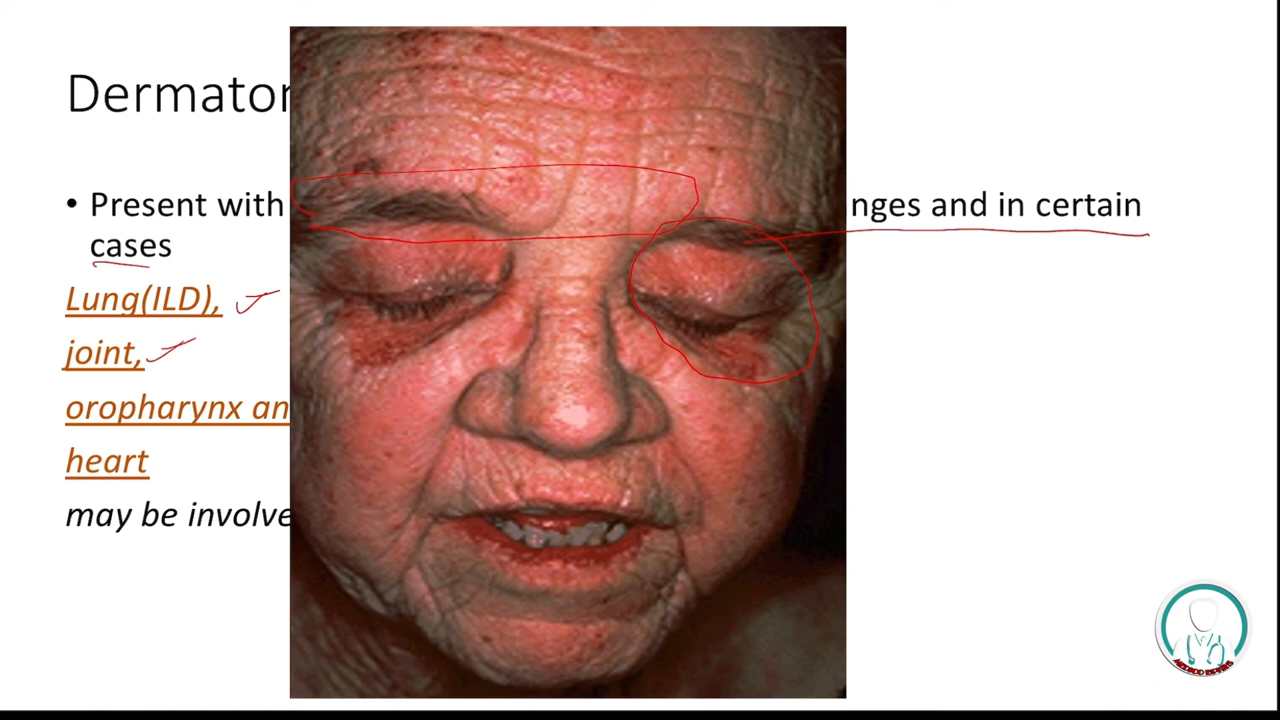 Dermator
• Present with nges and in certain
cases
Lung(ILD),
joint,
oropharynx an
heart
may be involve